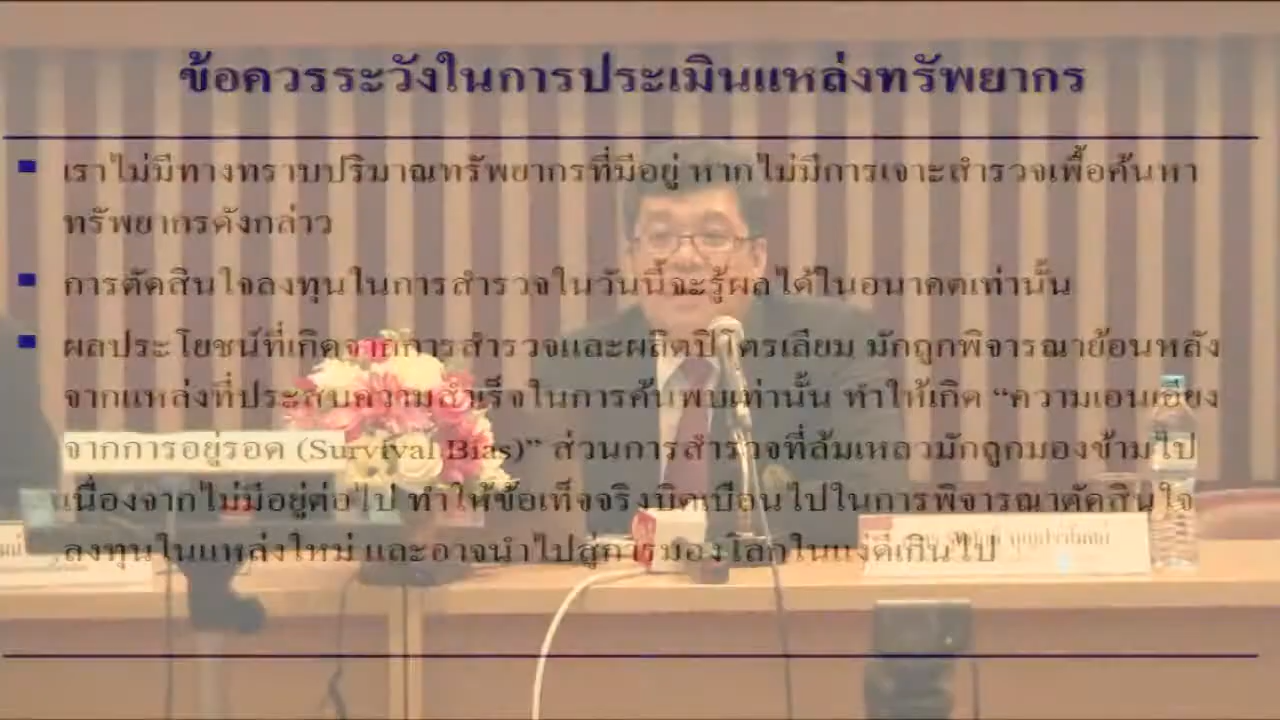 ข้อควรระวังในการประเมินแหล่งทรัพยากร
เราไม่มีทางทราบปริมาณทรัพยากรที่มีอยู่ หากไม่มีการเจาะสำรวจเพื่อค้นหา
ทรัพยากรดังกล่าว
การตัดสินใจลงทุนในการสำรวจในวันนี้จะรู้ผลได้ในอนาคตเท่านั้น
ผลประโยชน์ที่เกิดจากการสำรวจและผลิตปิโตรเลียม มักถูกพิจารณาย้อนหลัง
จากแหล่งที่ประสบความสำเร็จในการค้นพบเท่านั้น ทำให้เกิด “ความเอนเอียง
จากการอยู่รอด (Survival Bias)” ส่วนการสำรวจที่ล้มเหลวมักถูกมองข้ามไป
เนื่องจากไม่มีอยู่ต่อไป ทำให้ข้อเท็จจริงบิดเบือนไปในการพิจารณาตัดสินใจ
ลงทุนในแหล่งใหม่ และอาจนำไปสู่การมองโลกในแง่ดีเกินไป